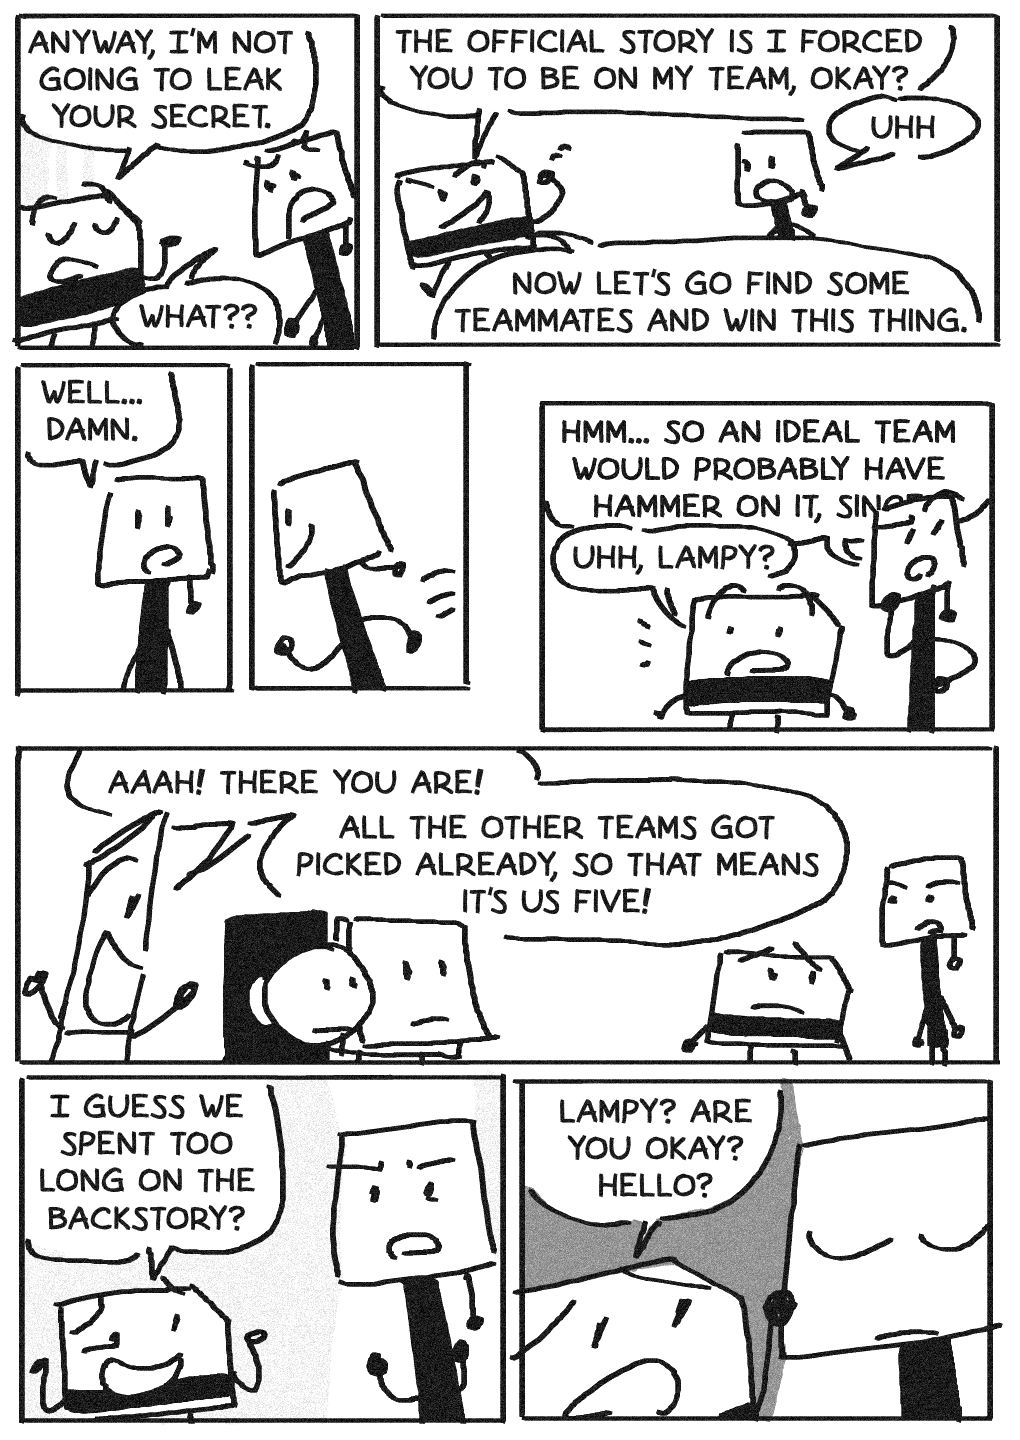 ANYWAY, I'M NOT
GOING TO LEAK
YOUR SECRET.
WHAT??
THE OFFICIAL STORY IS I FORCED
YOU TO BE ON MY TEAM, OKAY?
UHH
NOW LET'S GO FIND SOME
TEAMMATES AND WIN THIS THING.
WELL...
DAMN.
HMM... SO AN IDEAL TEAM
WOULD PROBABLY HAVE
HAMMER ON IT,
UHH, LAMPY?
AAAH! THERE YOU ARE!
ALL THE OTHER TEAMS GOT
PICKED ALREADY, SO THAT MEANS
IT'S US FIVE!
I GUESS WE
SPENT TOO
LONG ON THE
BACKSTORY?
LAMPY? ARE
YOU OKAY?
HELLO?